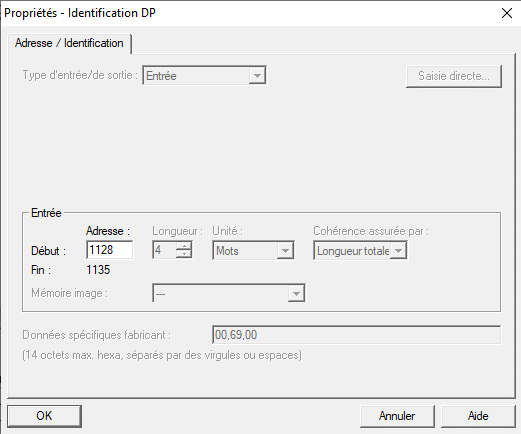 Propriétés - Identification DP
Adresse / Identification
Type d'entrée/de sortie : Entrée Saisie directe...
Entrée
Adresse : Longueur : Unité : Cohérence assurée par :
Début : 1128 4 Mots Longueur totale
Fin : 1135
Mémoire image : ---
Données spécifiques fabricant : 00,69,00
(14 octets max. hexa, séparés par des virgules ou espaces)
OK Annuler Aide